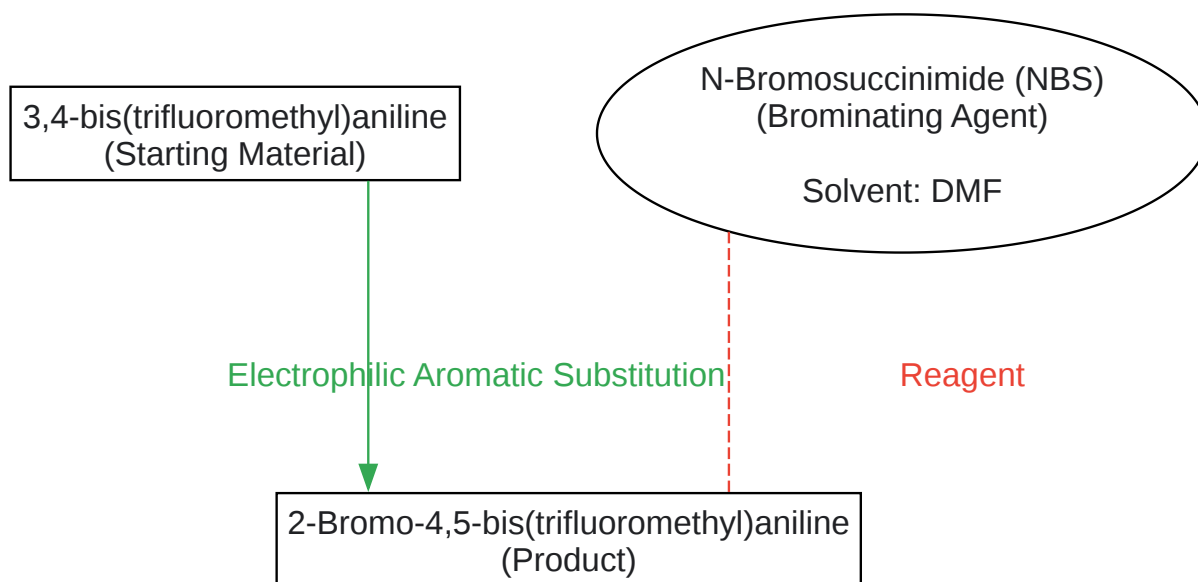 3,4-bis(trifluoromethyl)aniline
(Starting Material)
N-Bromosuccinimide (NBS)
(Brominating Agent)
Solvent: DMF
Electrophilic Aromatic Substitution
Reagent
2-Bromo-4,5-bis(trifluoromethyl)aniline
(Product)